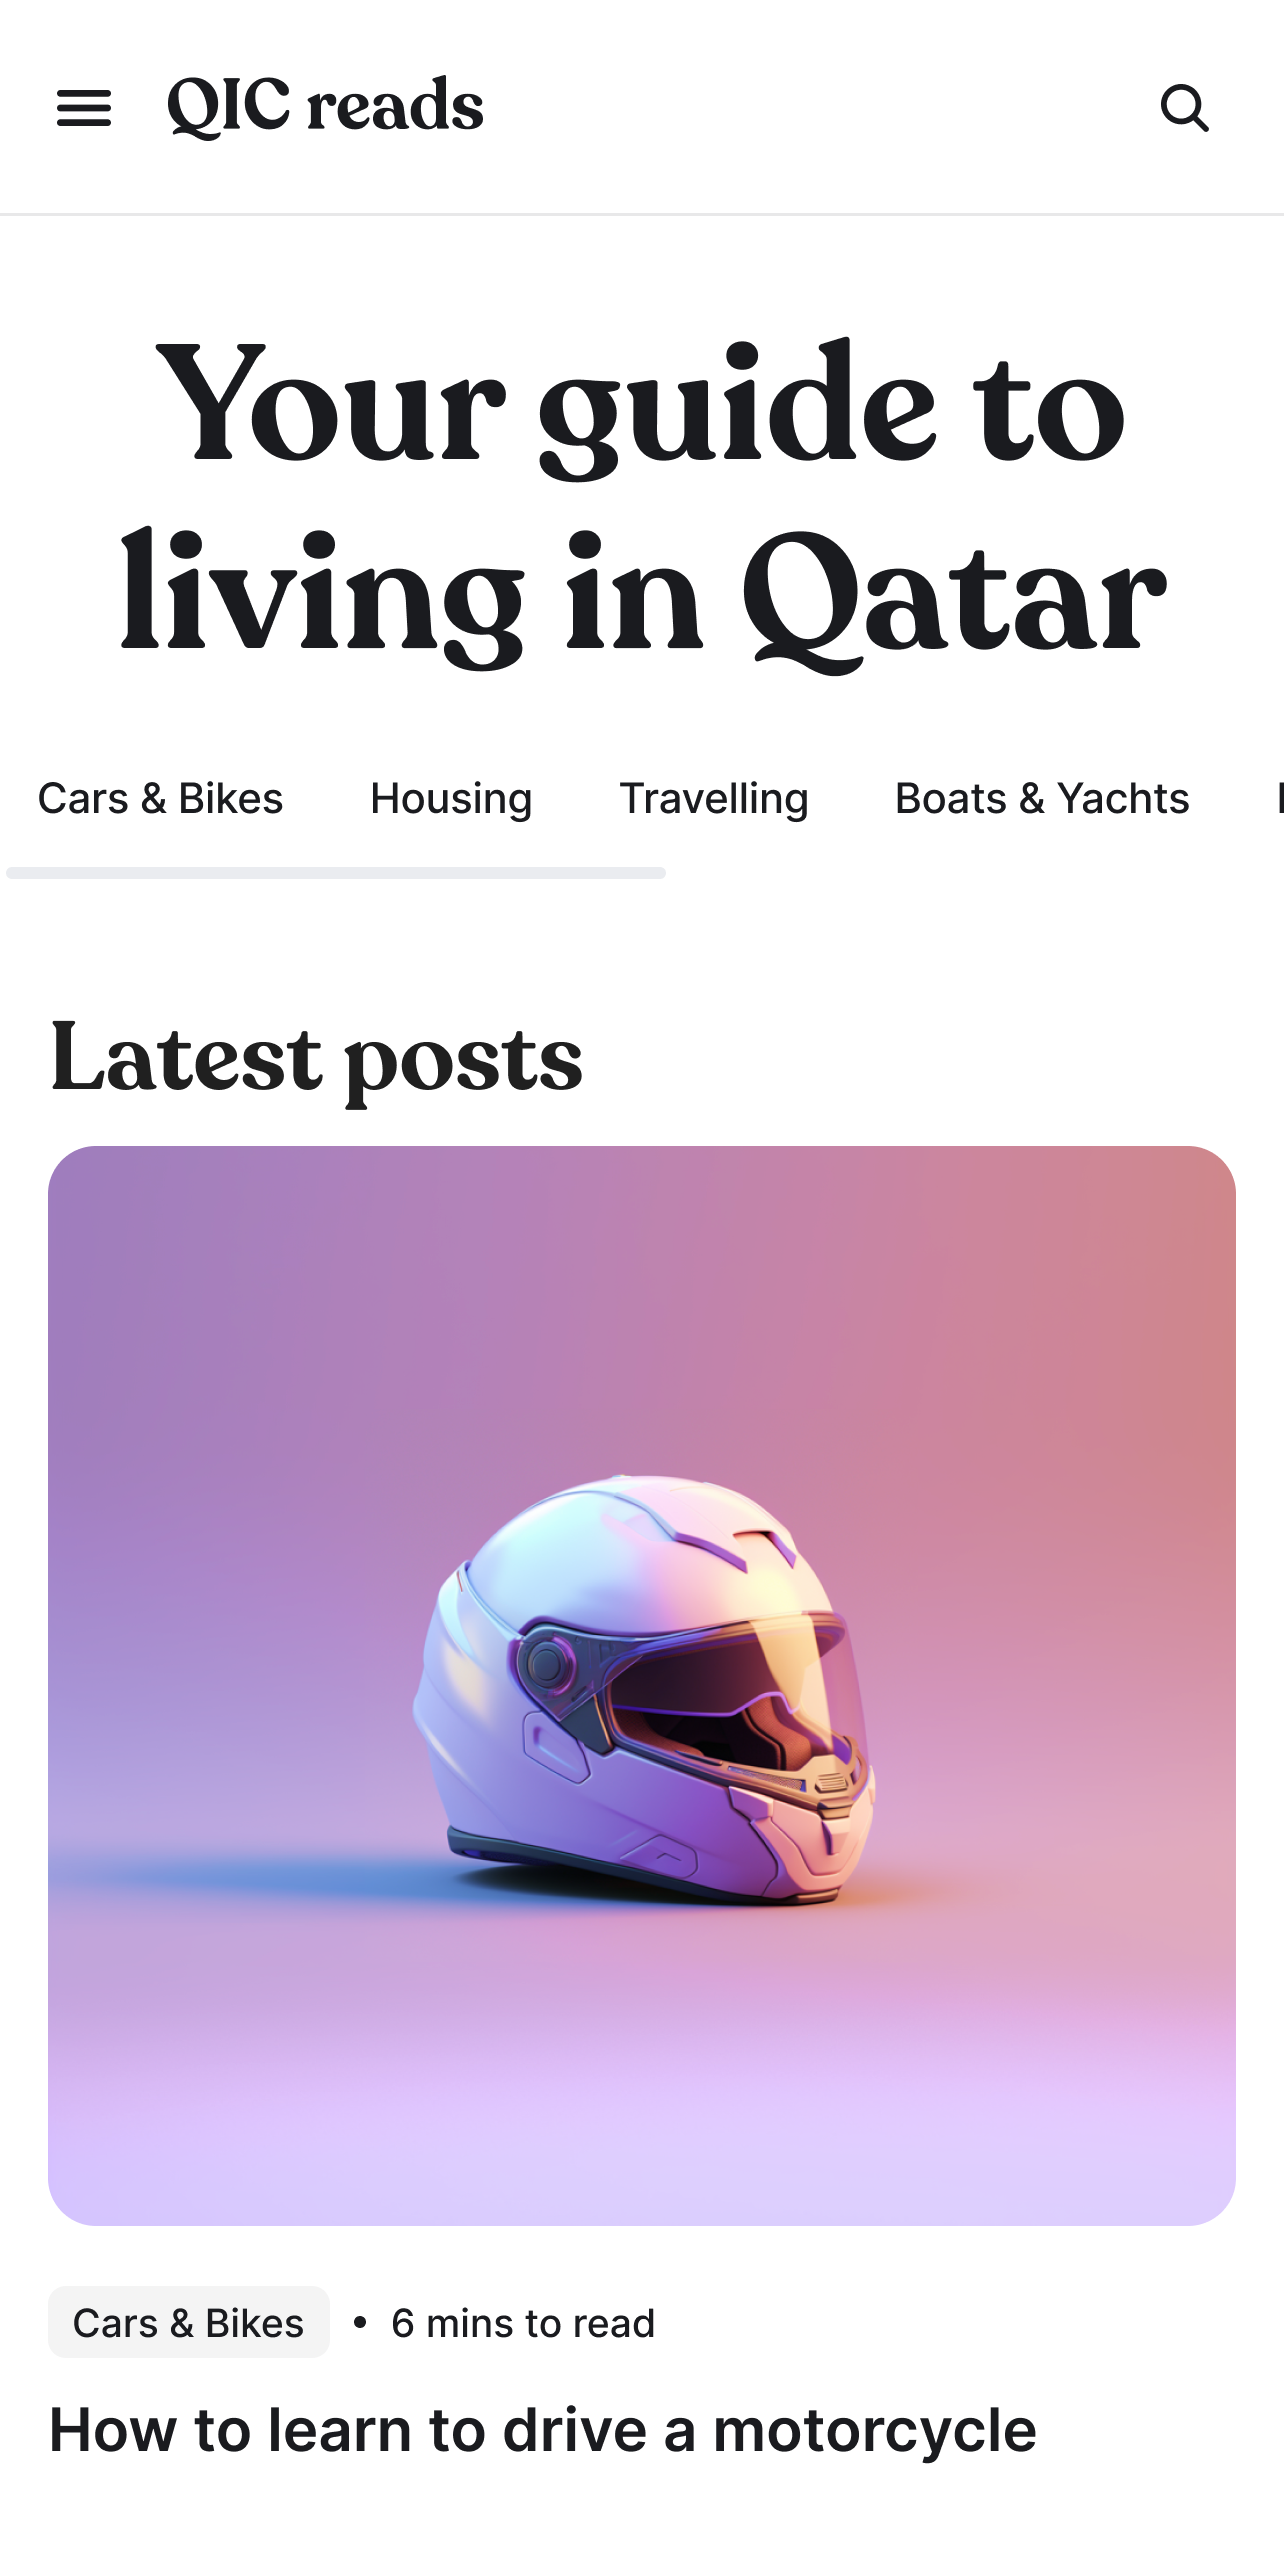 QIC reads
Your guide to
living in Qatar
Cars & Bikes Housing Travelling Boats & Yachts
Latest posts
Cars & Bikes • 6 mins to read
How to learn to drive a motorcycle